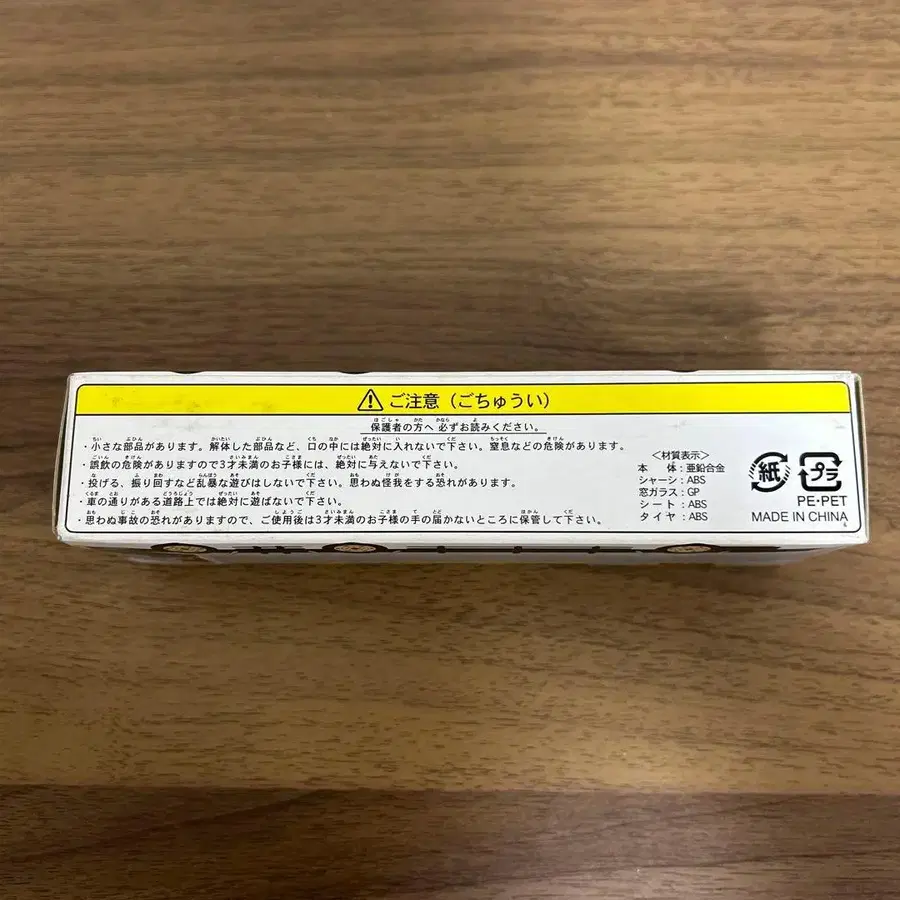 ご注意（ごちゅうい）
保護者の方へ 必ずお読みください。
・小さな部品があります。解体した部品など、口の中には絶対に入れないで下さい。窒息などの危険があります。
・誤飲の危険がありますので3才未満のお子様には、絶対に与えないで下さい。
・投げる、振り回すなど乱暴な遊びはしないで下さい。思わぬ怪我をする恐れがあります。
・車の通りがある道路上では絶対に遊ばないで下さい。
・思わぬ事故の恐れがありますので、ご使用後は3才未満のお子様の手の届かないところに保管して下さい。
＜材質表示＞
本　体：亜鉛合金
シャーシ：ABS
窓ガラス：GP
シート：ABS
タイヤ：ABS
紙
プラ
PE・PET
MADE IN CHINA